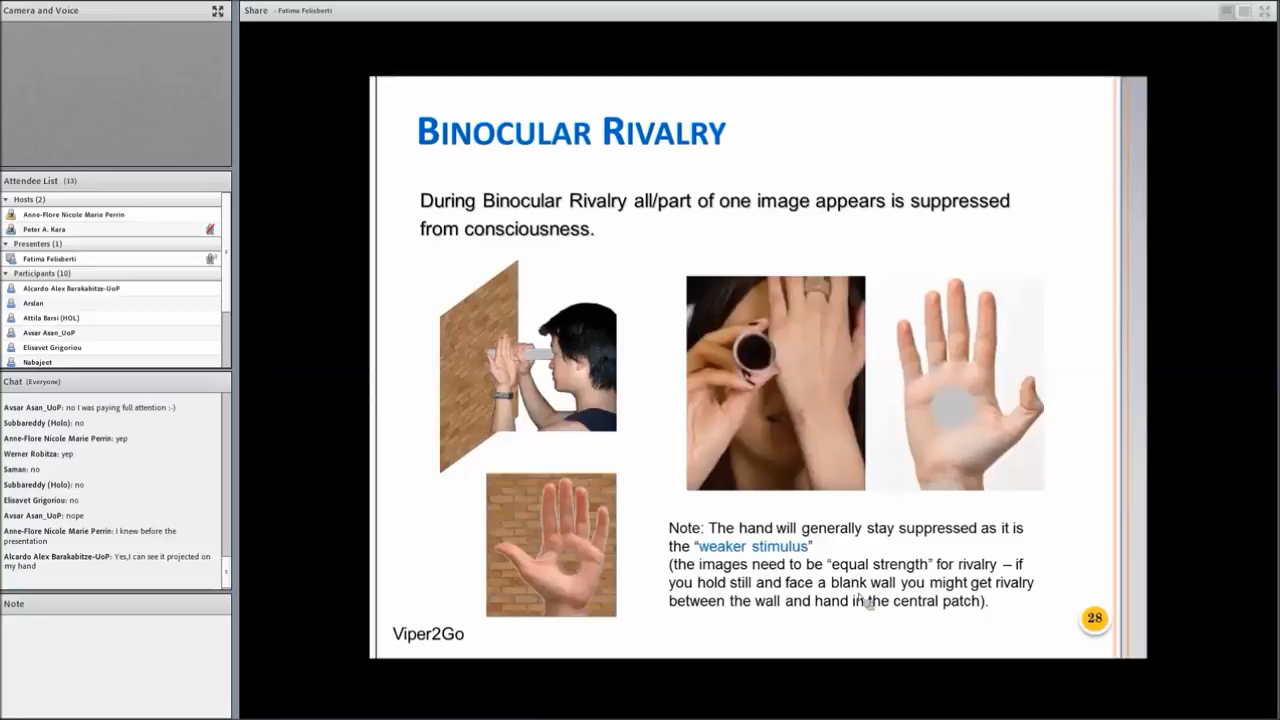 Camera and Voice
Share - Fatima Felisberti
Attendee List (13)
Hosts (2)
Anne-Flore Nicole Marie Perrin
Peter A. Kara
Presenters (1)
Fatima Felisberti
Participants (10)
Alcardo Alex Barakabitze-UoP
Arslan
Attila Barsi (HOL)
Avsar Asan_UoP
Elisavet Grigoriou
Nabajeet
Chat (Everyone)
Avsar Asan_UoP: no I was paying full attention ;-)
Subbareddy (Holo): no
Anne-Flore Nicole Marie Perrin: yep
Werner Robitza: yep
Saman: no
Subbareddy (Holo): no
Elisavet Grigoriou: no
Avsar Asan_UoP: nope
Anne-Flore Nicole Marie Perrin: I knew before the
presentation
Alcardo Alex Barakabitze-UoP: Yes,I can see it projected on
my hand
Note
BINOCULAR RIVALRY
During Binocular Rivalry all/part of one image appears is suppressed
from consciousness.
Note: The hand will generally stay suppressed as it is
the “weaker stimulus”
(the images need to be “equal strength” for rivalry – if
you hold still and face a blank wall you might get rivalry
between the wall and hand in the central patch).
28
Viper2Go